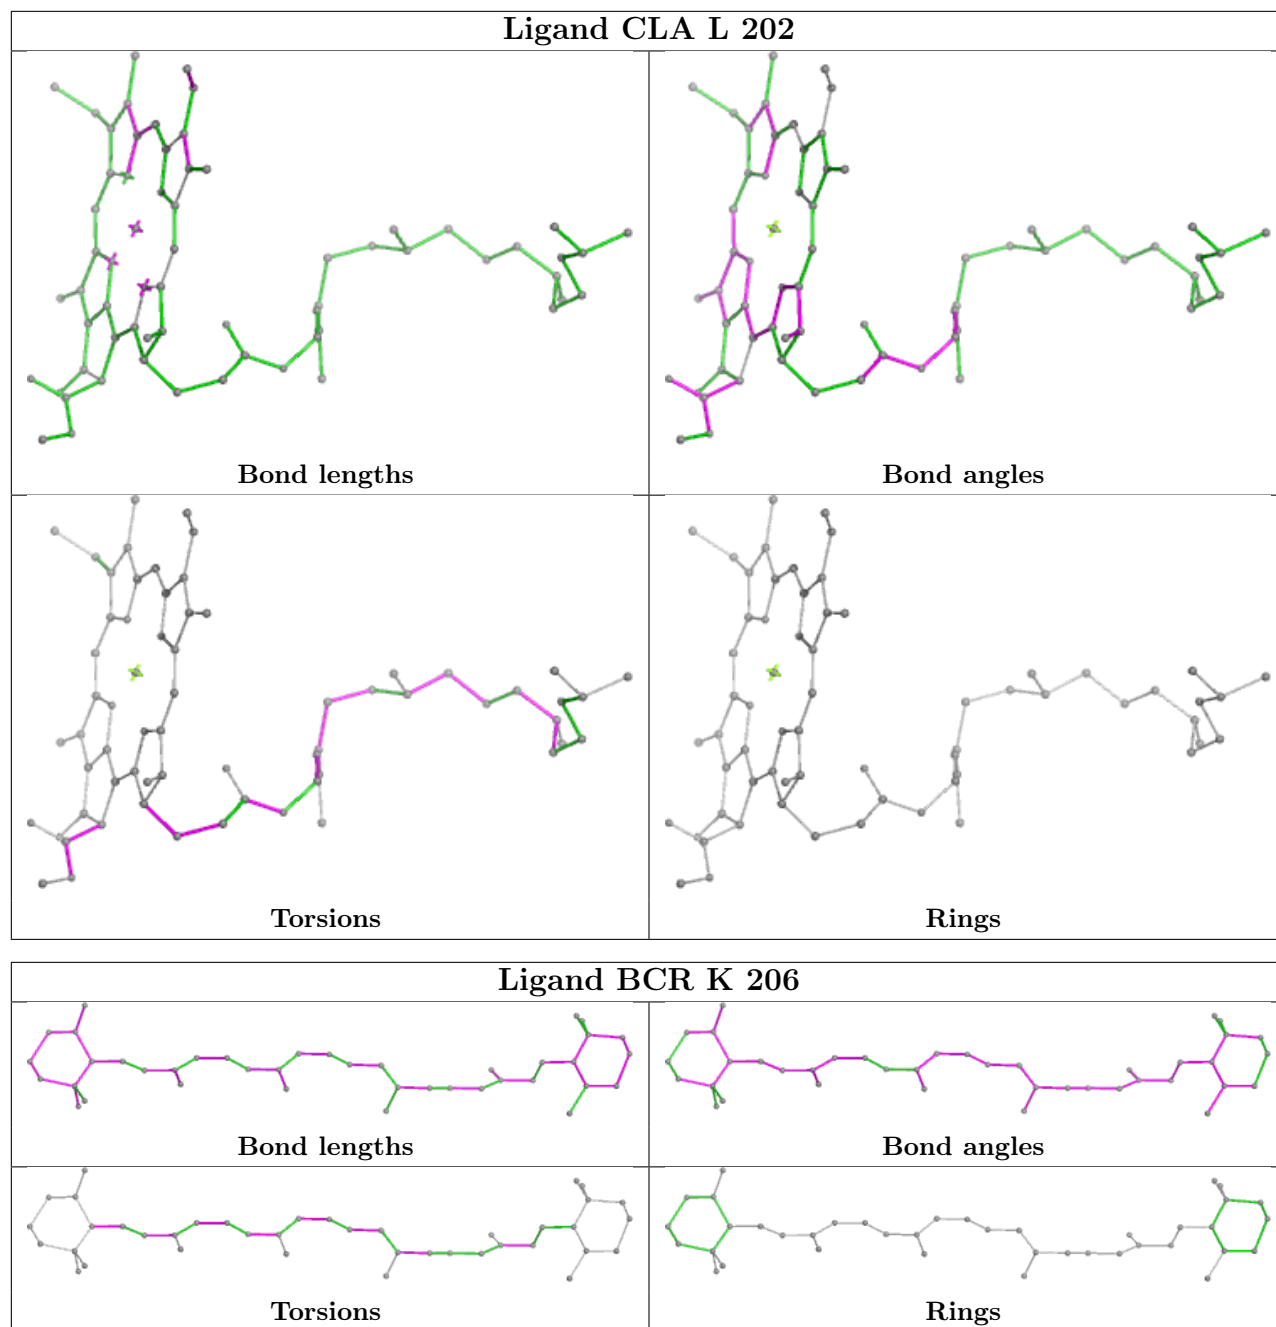 Ligand CLA L 202
Bond lengths
Bond angles
Torsions
Rings
Ligand BCR K 206
Bond lengths
Bond angles
Torsions
Rings